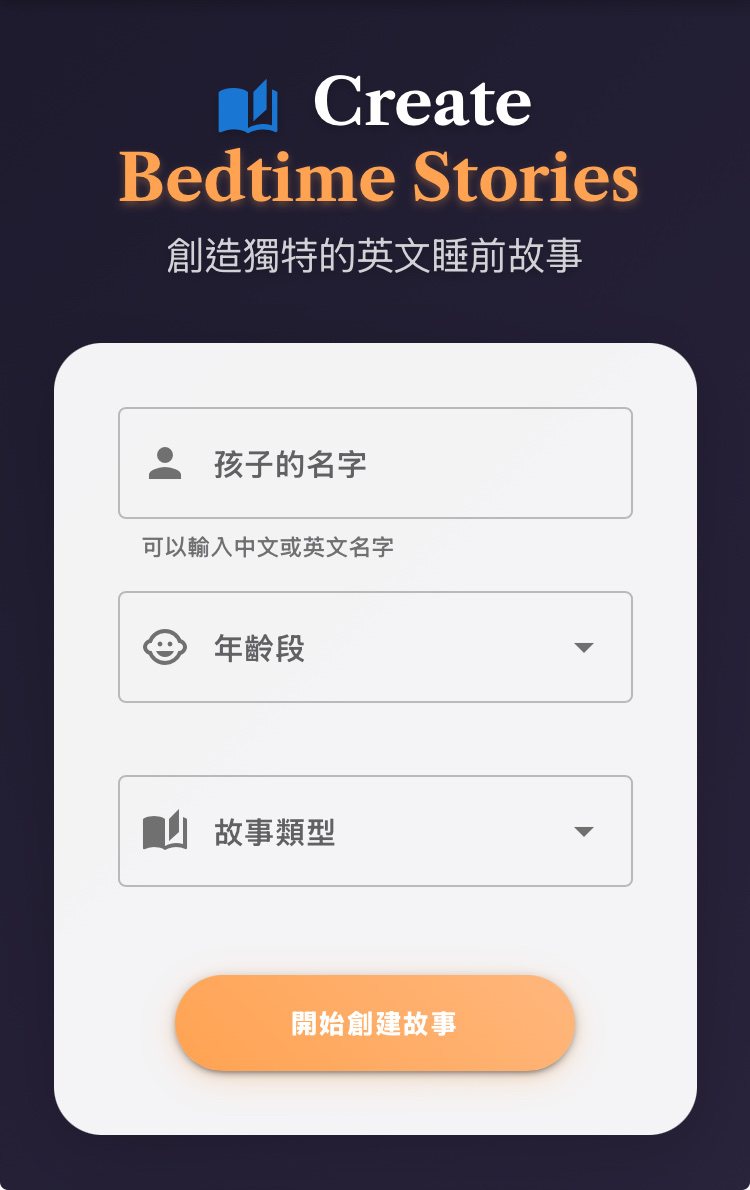 Create
Bedtime Stories
創造獨特的英文睡前故事
孩子的名字
可以輸入中文或英文名字
年齡段
故事類型
開始創建故事